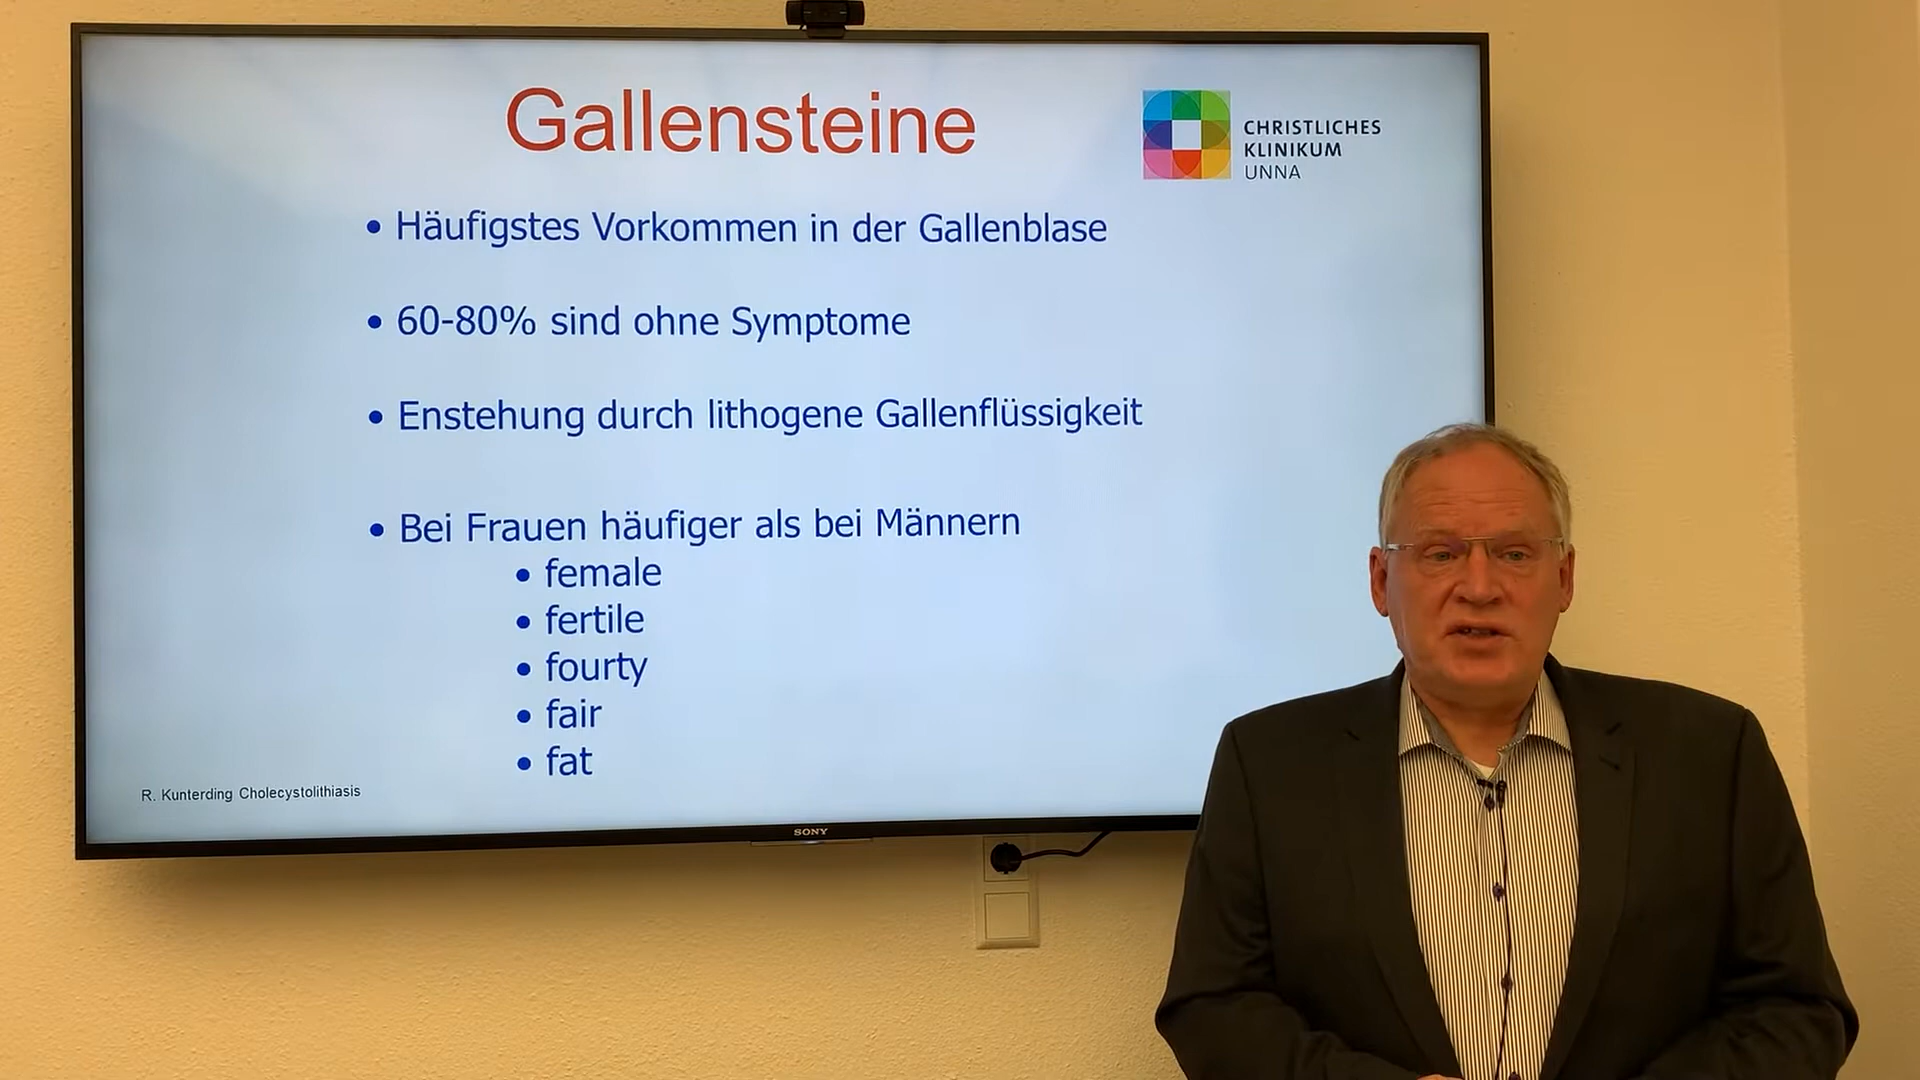 Gallensteine
CHRISTLICHES
KLINIKUM
UNNA
• Häufigstes Vorkommen in der Gallenblase
• 60-80% sind ohne Symptome
• Enstehung durch lithogene Gallenflüssigkeit
• Bei Frauen häufiger als bei Männern
• female
• fertile
• fourty
• fair
• fat
R. Kunterding Cholecystolithiasis
SONY